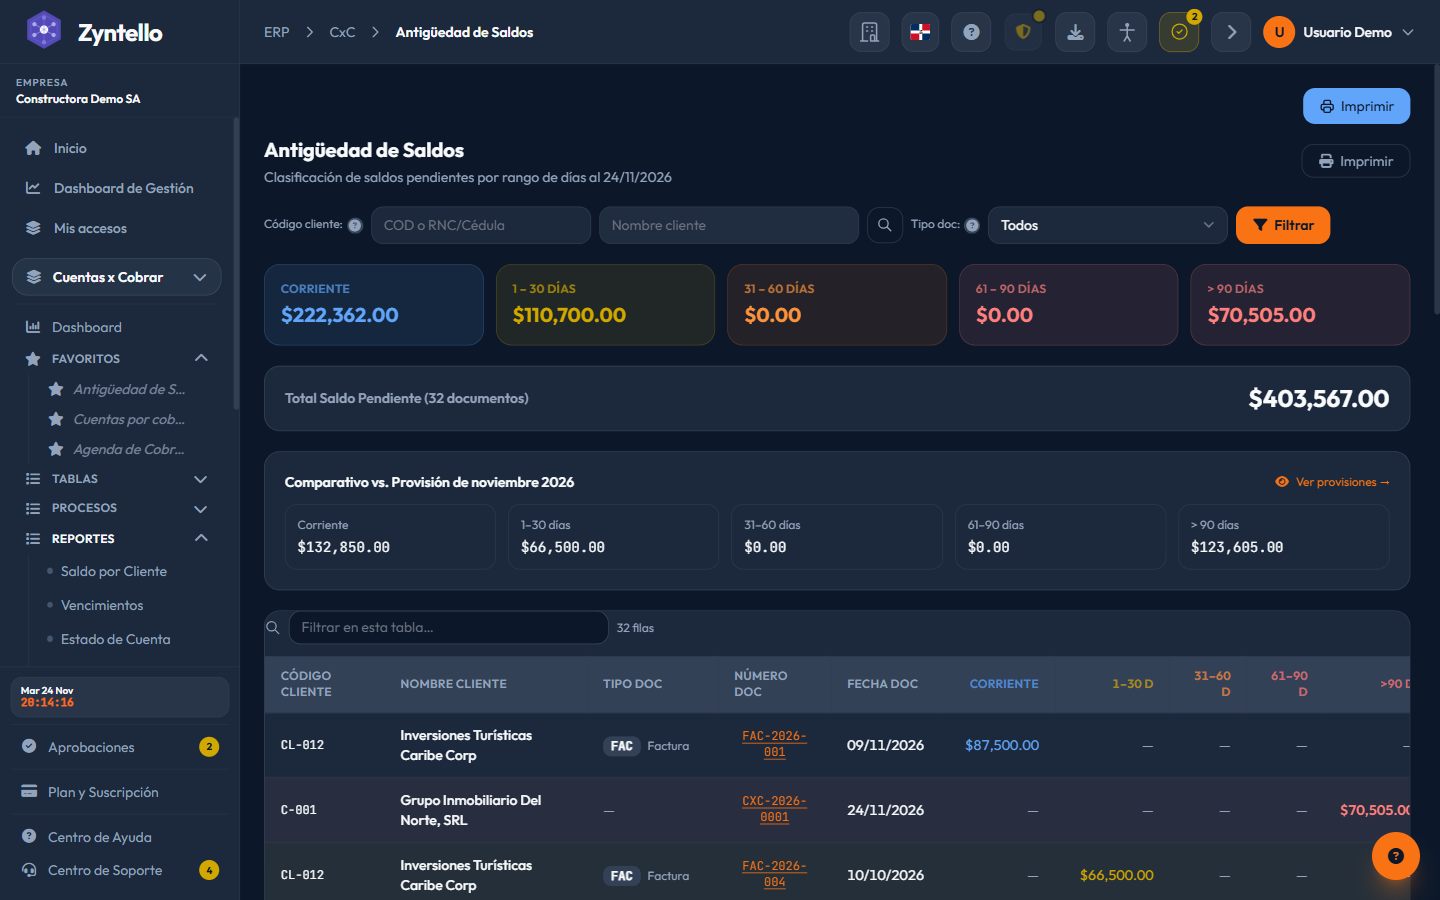 Zyntello
ERP > CxC > Antigüedad de Saldos
2
U Usuario Demo
EMPRESA
Constructora Demo SA
Inicio
Dashboard de Gestión
Mis accesos
Cuentas x Cobrar
Dashboard
FAVORITOS
Antigüedad de S...
Cuentas por cob...
Agenda de Cobr...
TABLAS
PROCESOS
REPORTES
Saldo por Cliente
Vencimientos
Estado de Cuenta
Mar 24 Nov
20:14:16
Aprobaciones 2
Plan y Suscripción
Centro de Ayuda
Centro de Soporte 4
Imprimir
Antigüedad de Saldos
Imprimir
Clasificación de saldos pendientes por rango de días al 24/11/2026
Código cliente: ? COD o RNC/Cédula Nombre cliente Tipo doc: ? Todos Filtrar
CORRIENTE
$222,362.00
1 – 30 DÍAS
$110,700.00
31 – 60 DÍAS
$0.00
61 – 90 DÍAS
$0.00
> 90 DÍAS
$70,505.00
Total Saldo Pendiente (32 documentos) $403,567.00
Comparativo vs. Provisión de noviembre 2026 Ver provisiones →
Corriente
$132,850.00
1–30 días
$66,500.00
31–60 días
$0.00
61–90 días
$0.00
> 90 días
$123,605.00
Filtrar en esta tabla... 32 filas
CÓDIGO CLIENTE NOMBRE CLIENTE TIPO DOC NÚMERO DOC FECHA DOC CORRIENTE 1–30 D 31–60 D 61–90 D >90 D
CL-012 Inversiones Turísticas Caribe Corp FAC Factura FAC-2026-001 09/11/2026 $87,500.00 — — — —
C-001 Grupo Inmobiliario Del Norte, SRL — CXC-2026-0001 24/11/2026 — — — — $70,505.00
CL-012 Inversiones Turísticas Caribe Corp FAC Factura FAC-2026-004 10/10/2026 — $66,500.00 — —
?